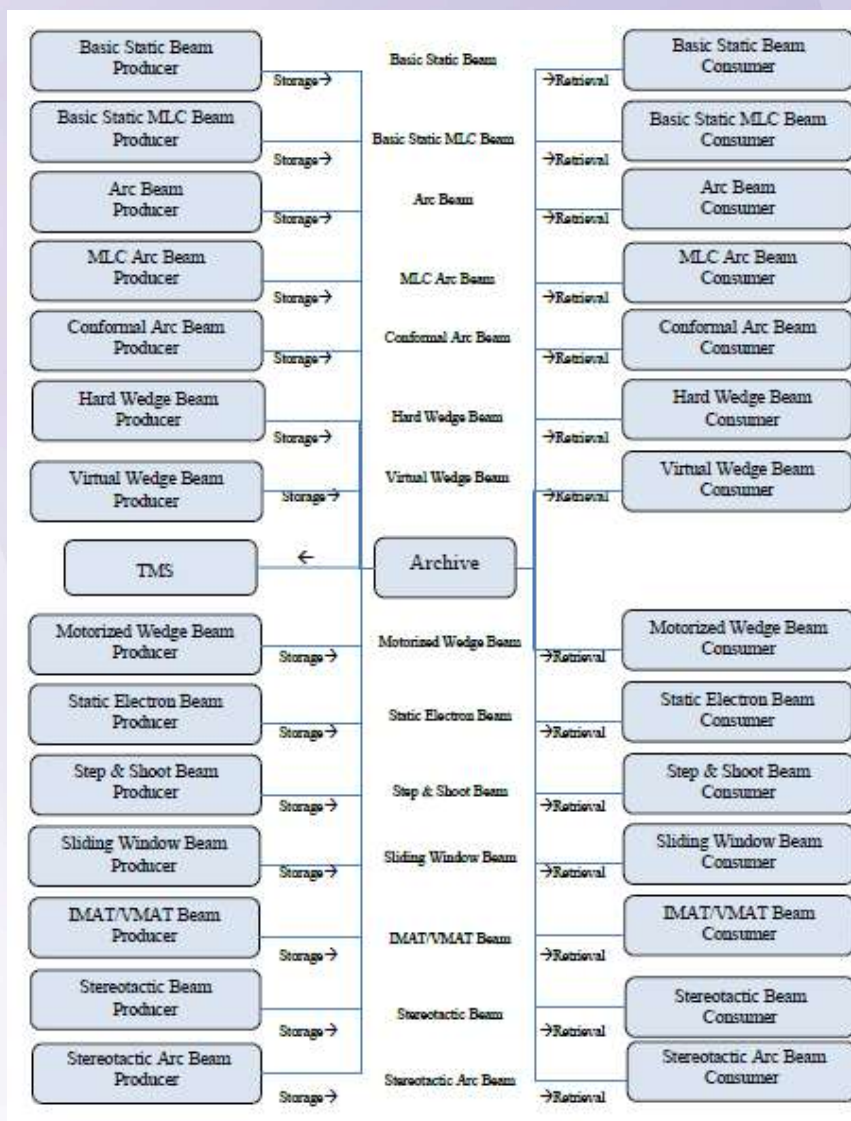 Basic Static Beam
Producer
Storage→
Basic Static Beam
→Retrieval
Basic Static Beam
Consumer
Basic Static MLC Beam
Producer
Storage→
Basic Static MLC Beam
→Retrieval
Basic Static MLC Beam
Consumer
Arc Beam
Producer
Storage→
Arc Beam
→Retrieval
Arc Beam
Consumer
MLC Arc Beam
Producer
Storage→
MLC Arc Beam
→Retrieval
MLC Arc Beam
Consumer
Conformal Arc Beam
Producer
Storage→
Conformal Arc Beam
→Retrieval
Conformal Arc Beam
Consumer
Hard Wedge Beam
Producer
Storage→
Hard Wedge Beam
→Retrieval
Hard Wedge Beam
Consumer
Virtual Wedge Beam
Producer
Storage→
Virtual Wedge Beam
→Retrieval
Virtual Wedge Beam
Consumer
TMS
←
Archive
Motorized Wedge Beam
Producer
Storage→
Motorized Wedge Beam
→Retrieval
Motorized Wedge Beam
Consumer
Static Electron Beam
Producer
Storage→
Static Electron Beam
→Retrieval
Static Electron Beam
Consumer
Step & Shoot Beam
Producer
Storage→
Step & Shoot Beam
→Retrieval
Step & Shoot Beam
Consumer
Sliding Window Beam
Producer
Storage→
Sliding Window Beam
→Retrieval
Sliding Window Beam
Consumer
IMAT/VMAT Beam
Producer
Storage→
IMAT/VMAT Beam
→Retrieval
IMAT/VMAT Beam
Consumer
Stereotactic Beam
Producer
Storage→
Stereotactic Beam
→Retrieval
Stereotactic Beam
Consumer
Stereotactic Arc Beam
Producer
Storage→
Stereotactic Arc Beam
→Retrieval
Stereotactic Arc Beam
Consumer